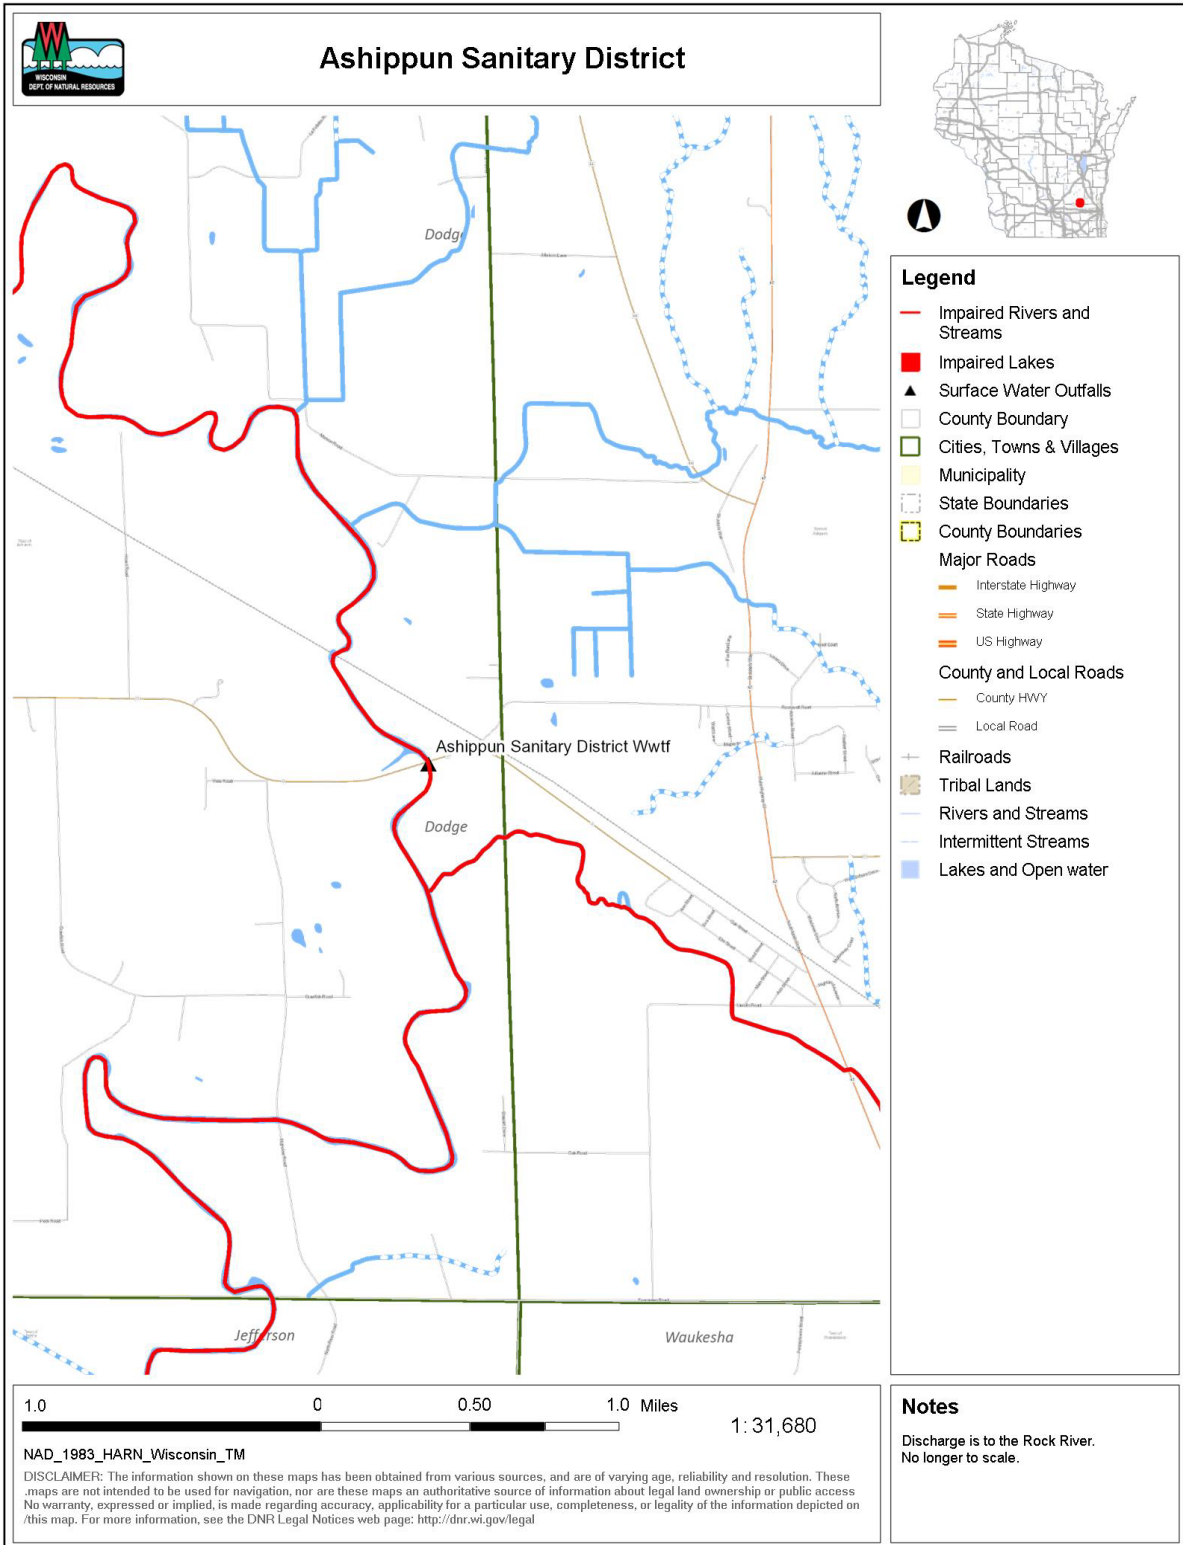 WISCONSIN
DEPT. OF NATURAL RESOURCES
Ashippun Sanitary District
Dodge
Ashippun Sanitary District Wwtf
Dodge
Jefferson
Waukesha
Legend
Impaired Rivers and
Streams
Impaired Lakes
Surface Water Outfalls
County Boundary
Cities, Towns & Villages
Municipality
State Boundaries
County Boundaries
Major Roads
Interstate Highway
State Highway
US Highway
County and Local Roads
County HWY
Local Road
Railroads
Tribal Lands
Rivers and Streams
Intermittent Streams
Lakes and Open water
1.0 0 0.50 1.0 Miles
1: 31,680
NAD_1983_HARN_Wisconsin_TM
DISCLAIMER: The information shown on these maps has been obtained from various sources, and are of varying age, reliability and resolution. These
.maps are not intended to be used for navigation, nor are these maps an authoritative source of information about legal land ownership or public access
No warranty, expressed or implied, is made regarding accuracy, applicability for a particular use, completeness, or legality of the information depicted on
/this map. For more information, see the DNR Legal Notices web page: http://dnr.wi.gov/legal
Notes
Discharge is to the Rock River.
No longer to scale.